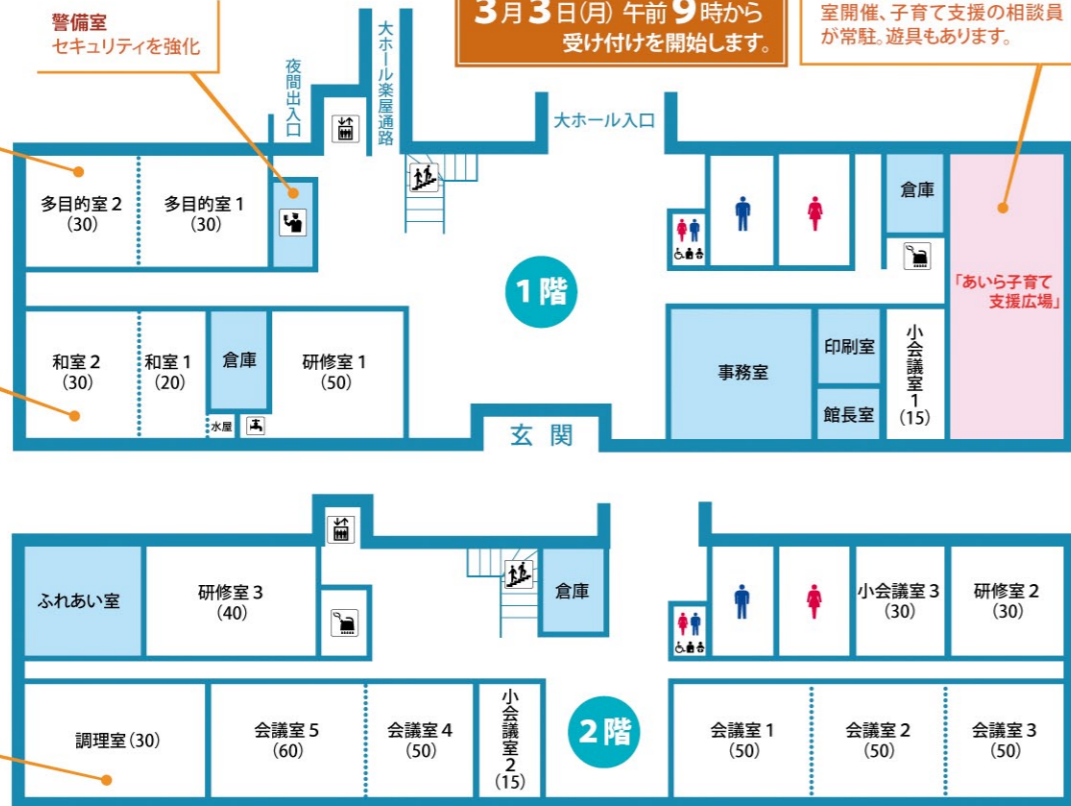 警備室
セキュリティを強化
3月3日(月) 午前9時から
受け付けを開始します。
室開催、子育て支援の相談員
が常駐。遊具もあります。
夜間出入口
大ホール楽屋通路
大ホール入口
多目的室2
(30)
多目的室1
(30)
倉庫
1階
「あいら子育て
支援広場」
和室2
(30)
和室1
(20)
倉庫
水屋
研修室1
(50)
玄関
事務室
印刷室
館長室
小会議室1
(15)
ふれあい室
研修室3
(40)
倉庫
小会議室3
(30)
研修室2
(30)
調理室(30)
会議室5
(60)
会議室4
(50)
小会議室2
(15)
2階
会議室1
(50)
会議室2
(50)
会議室3
(50)